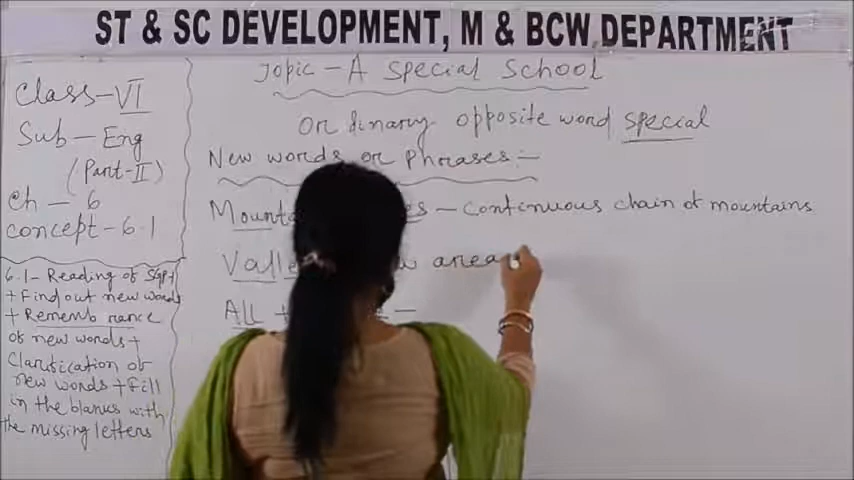 ST & SC DEVELOPMENT, M & BCW DEPARTMENT
Class-VI
Sub - Eng
(Part-II)
Ch - 6
concept-6.1
6.1- Reading of SGP+
+Find out new words
+ Remembrance
of new words+
Clarification of
new words + fill
in the blanks with
the missing letters
Topic - A Special School
Ordinary opposite word special
New words or Phrases:-
- Continuous chain of mountains
areas
All